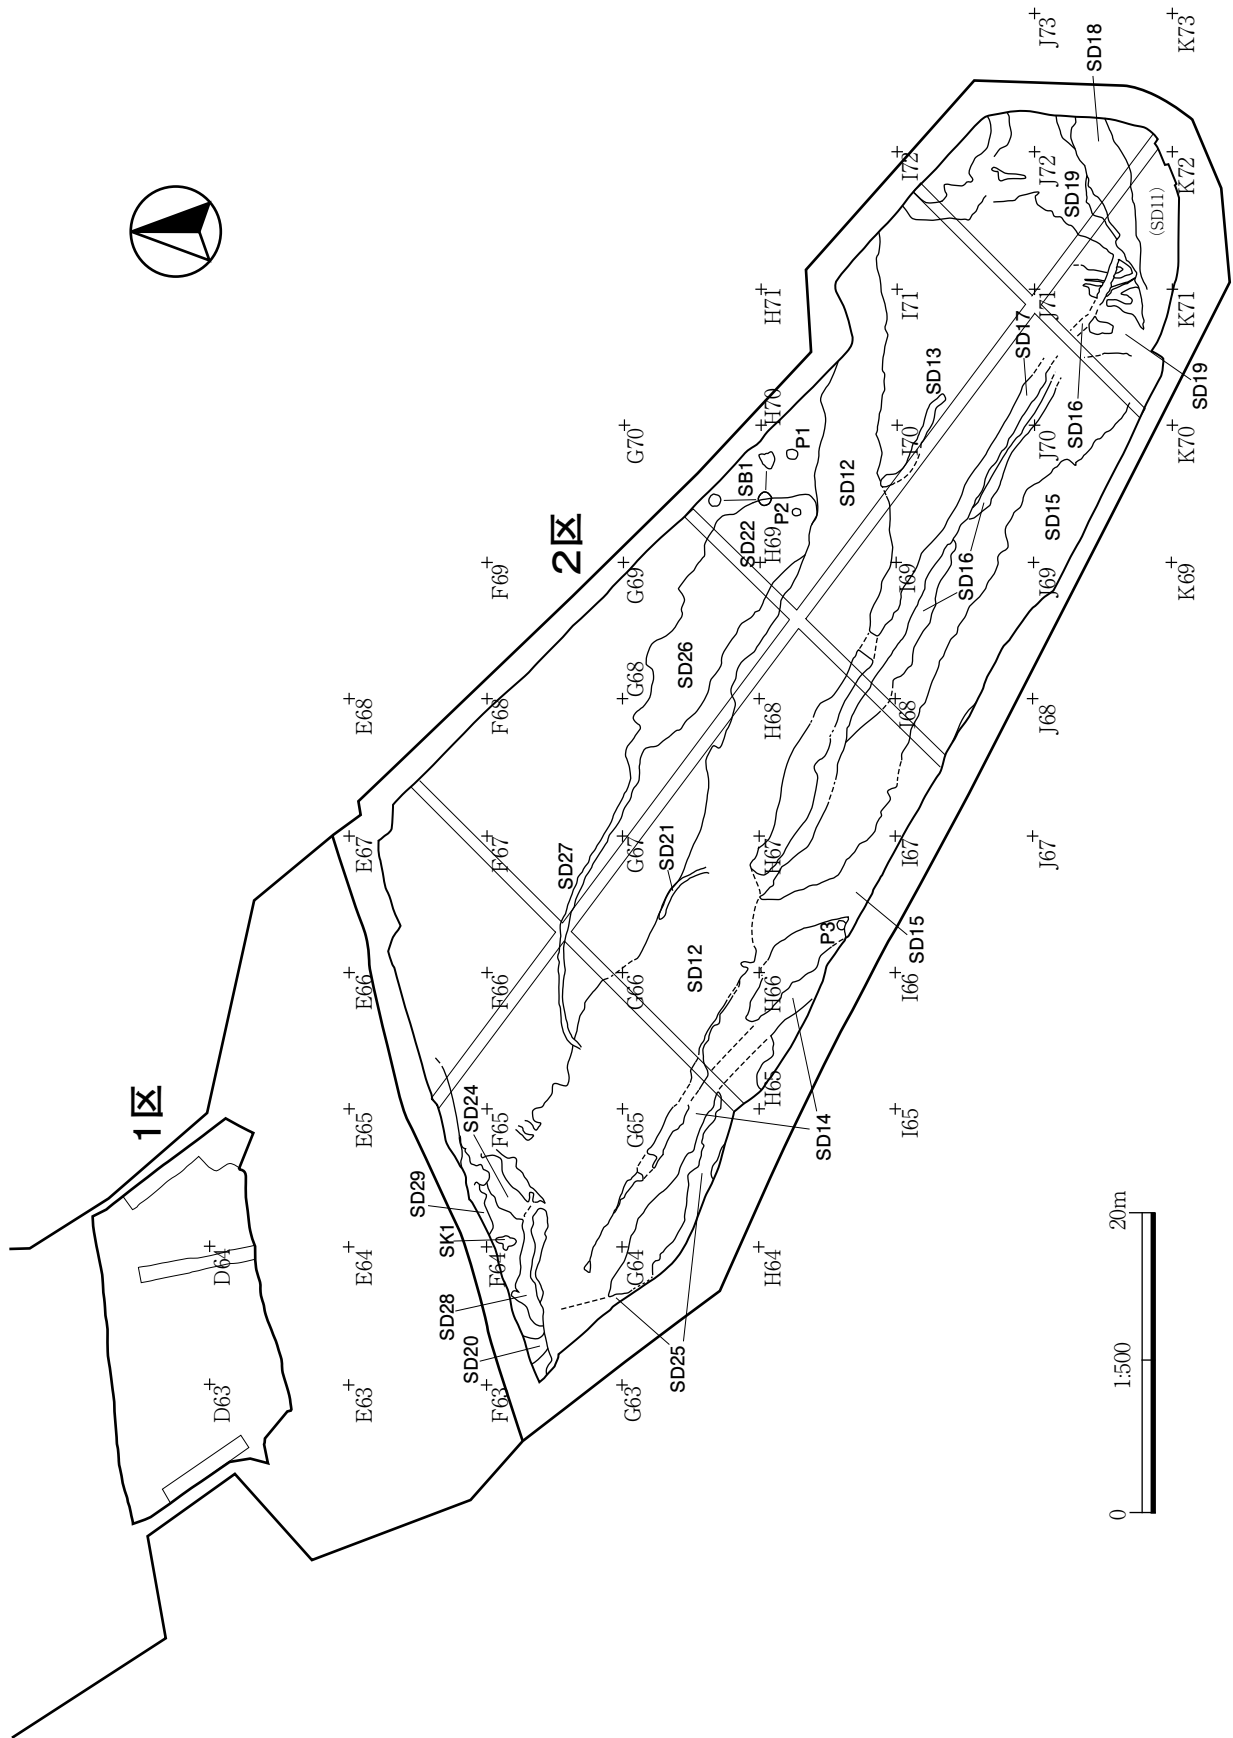 1区
2区
D63
D64
E63
E64
E65
E66
E67
E68
F63
F64
F65
F66
F67
F68
F69
G63
G64
G65
G66
G67
G68
G69
G70
H64
H65
H66
H67
H68
H69
H70
H71
I65
I66
I67
I68
I69
I70
I71
I72
J67
J68
J69
J70
J71
J72
J73
K69
K70
K71
K72
K73
SD20
SD28
SK1
SD29
SD24
SD25
SD14
SD12
SD21
SD27
SD26
SD22
SB1
P1
P2
P3
SD15
SD12
SD13
SD16
SD15
SD17
SD16
SD19
SD19
SD18
(SD11)
0
1:500
20m